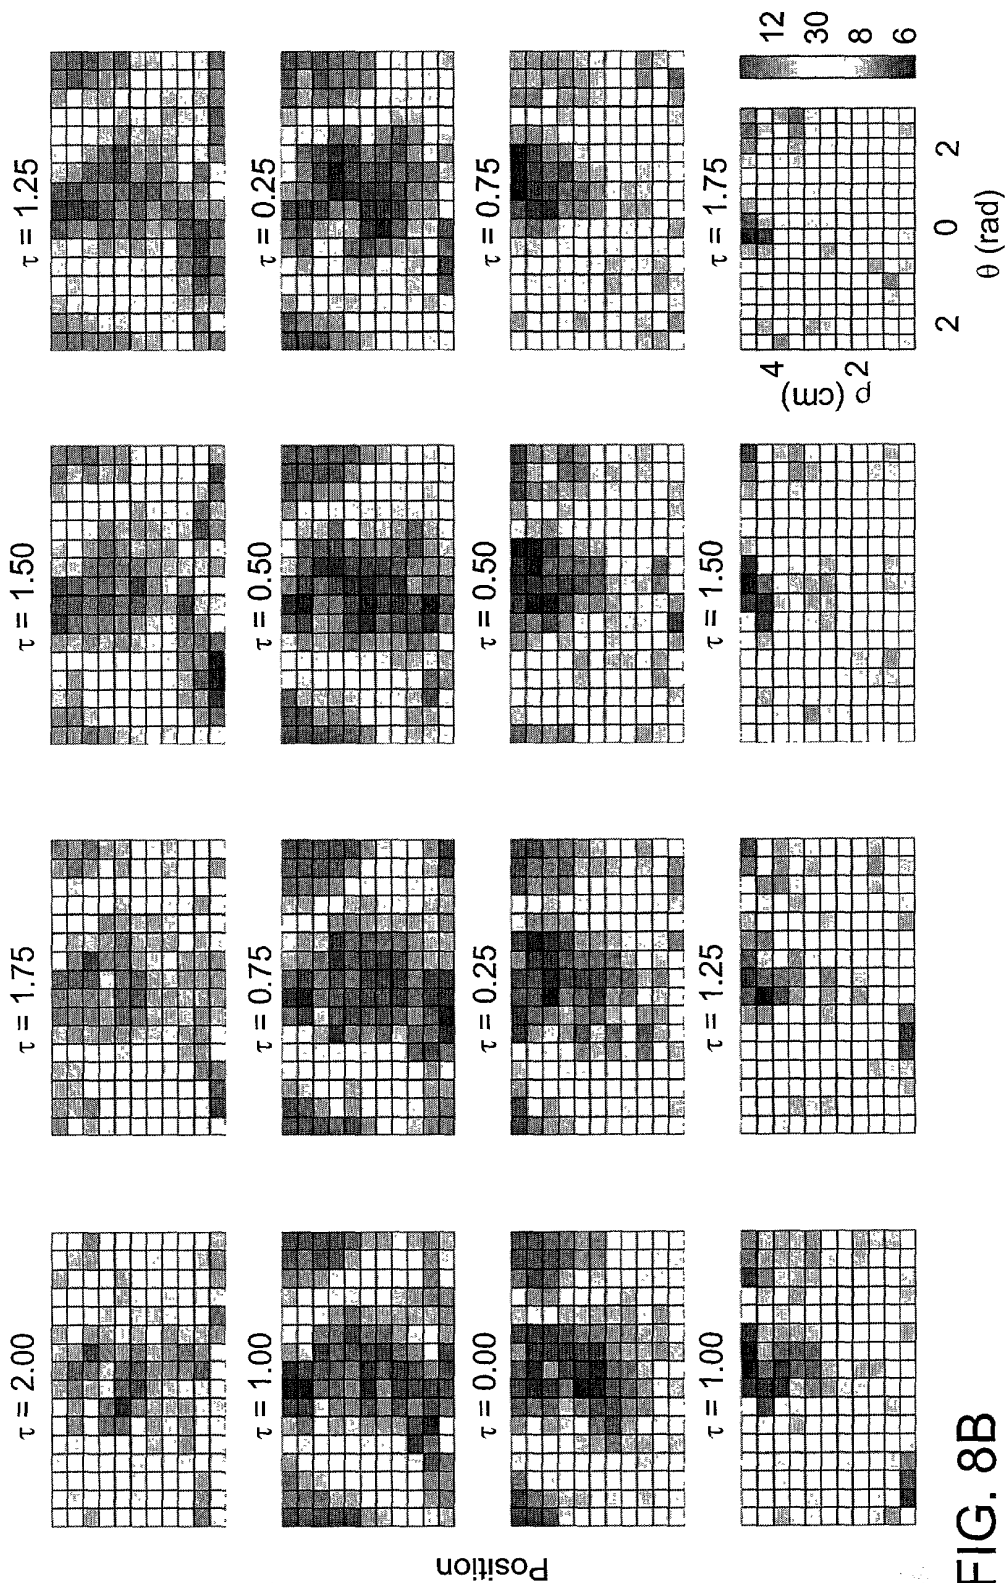 Position
τ = 2.00
τ = 1.75
τ = 1.50
τ = 1.25
τ = 1.00
τ = 0.75
τ = 0.50
τ = 0.25
τ = 0.00
τ = 0.25
τ = 0.50
τ = 0.75
τ = 1.00
τ = 1.25
τ = 1.50
τ = 1.75
ρ (cm)
4
2
2
0
2
θ (rad)
12
30
8
6
FIG. 8B